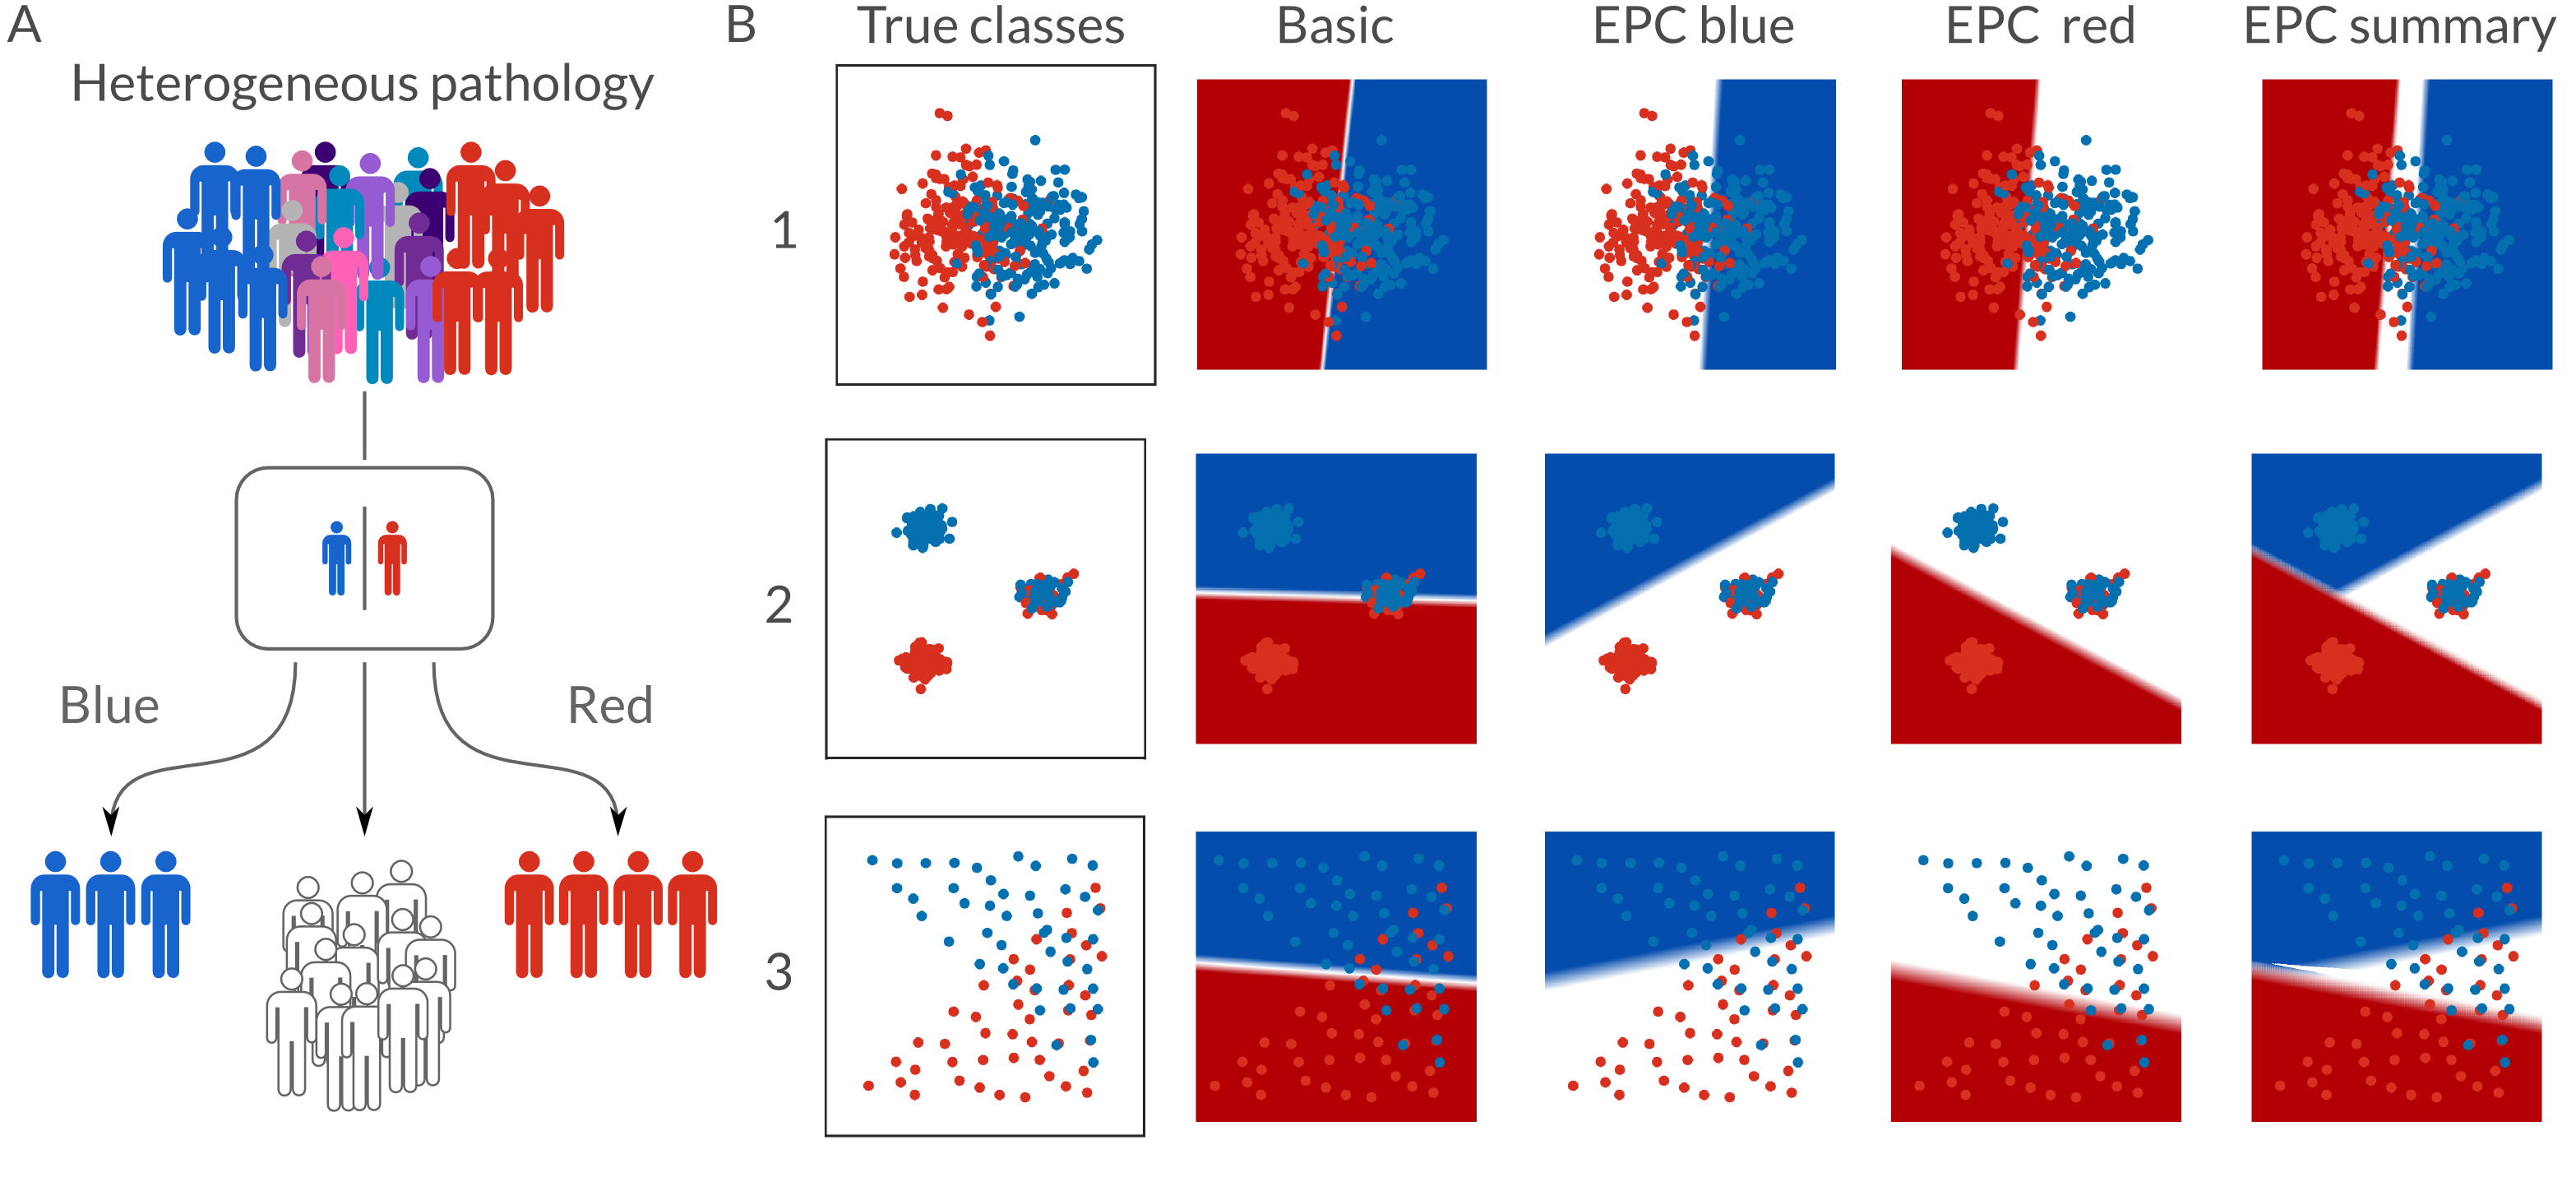 A
Heterogeneous pathology
Blue
Red
B
True classes
Basic
EPC blue
EPC red
EPC summary
1
2
3